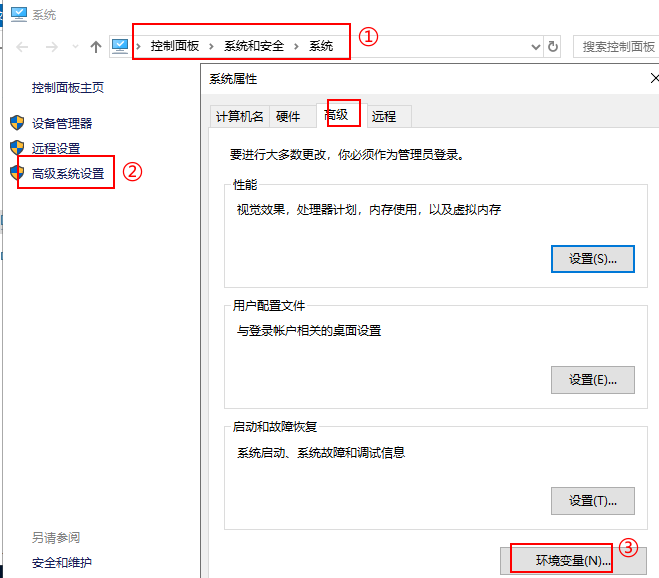 系统
控制面板 › 系统和安全 › 系统
①
搜索控制面板
控制面板主页
设备管理器
远程设置
高级系统设置
②
系统属性
计算机名 硬件 高级 远程
要进行大多数更改，你必须作为管理员登录。
性能
视觉效果，处理器计划，内存使用，以及虚拟内存
设置(S)...
用户配置文件
与登录帐户相关的桌面设置
设置(E)...
启动和故障恢复
系统启动、系统故障和调试信息
设置(T)...
环境变量(N)...
③
另请参阅
安全和维护